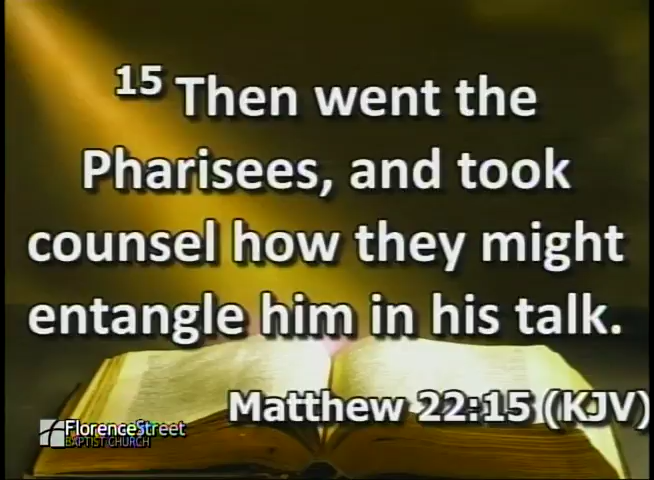 15 Then went the
Pharisees, and took
counsel how they might
entangle him in his talk.
Matthew 22:15 (KJV)
FlorenceStreet
BAPTIST CHURCH